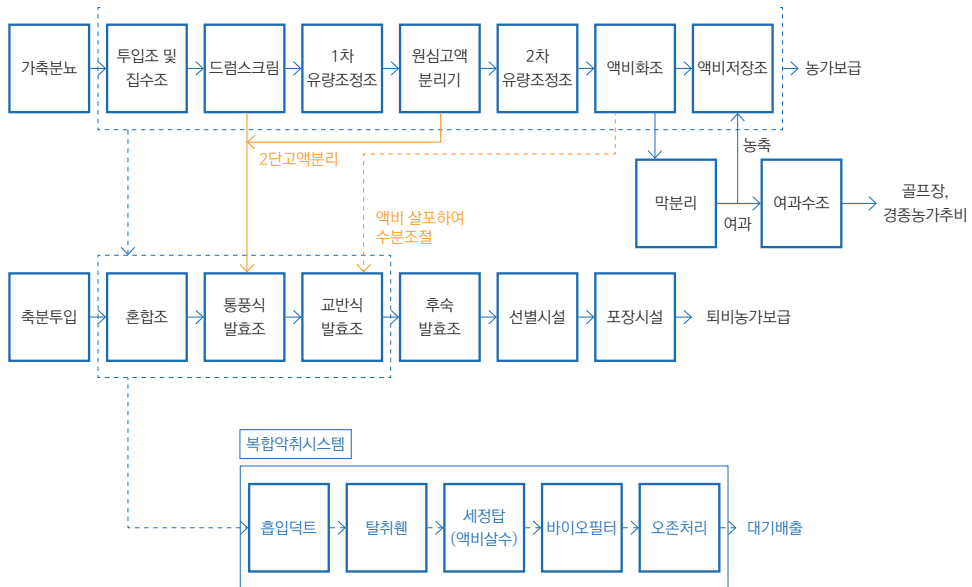 가축분뇨
투입조 및
집수조
드럼스크림
1차
유량조정조
원심고액
분리기
2차
유량조정조
액비화조
액비저장조
농가보급
2단고액분리
액비 살포하여
수분조절
농축
막분리
여과
여과수조
골프장,
경종농가추비
축분투입
혼합조
통풍식
발효조
교반식
발효조
후숙
발효조
선별시설
포장시설
퇴비농가보급
복합악취시스템
흡입덕트
탈취웬
세정탑
(액비살수)
바이오필터
오존처리
대기배출